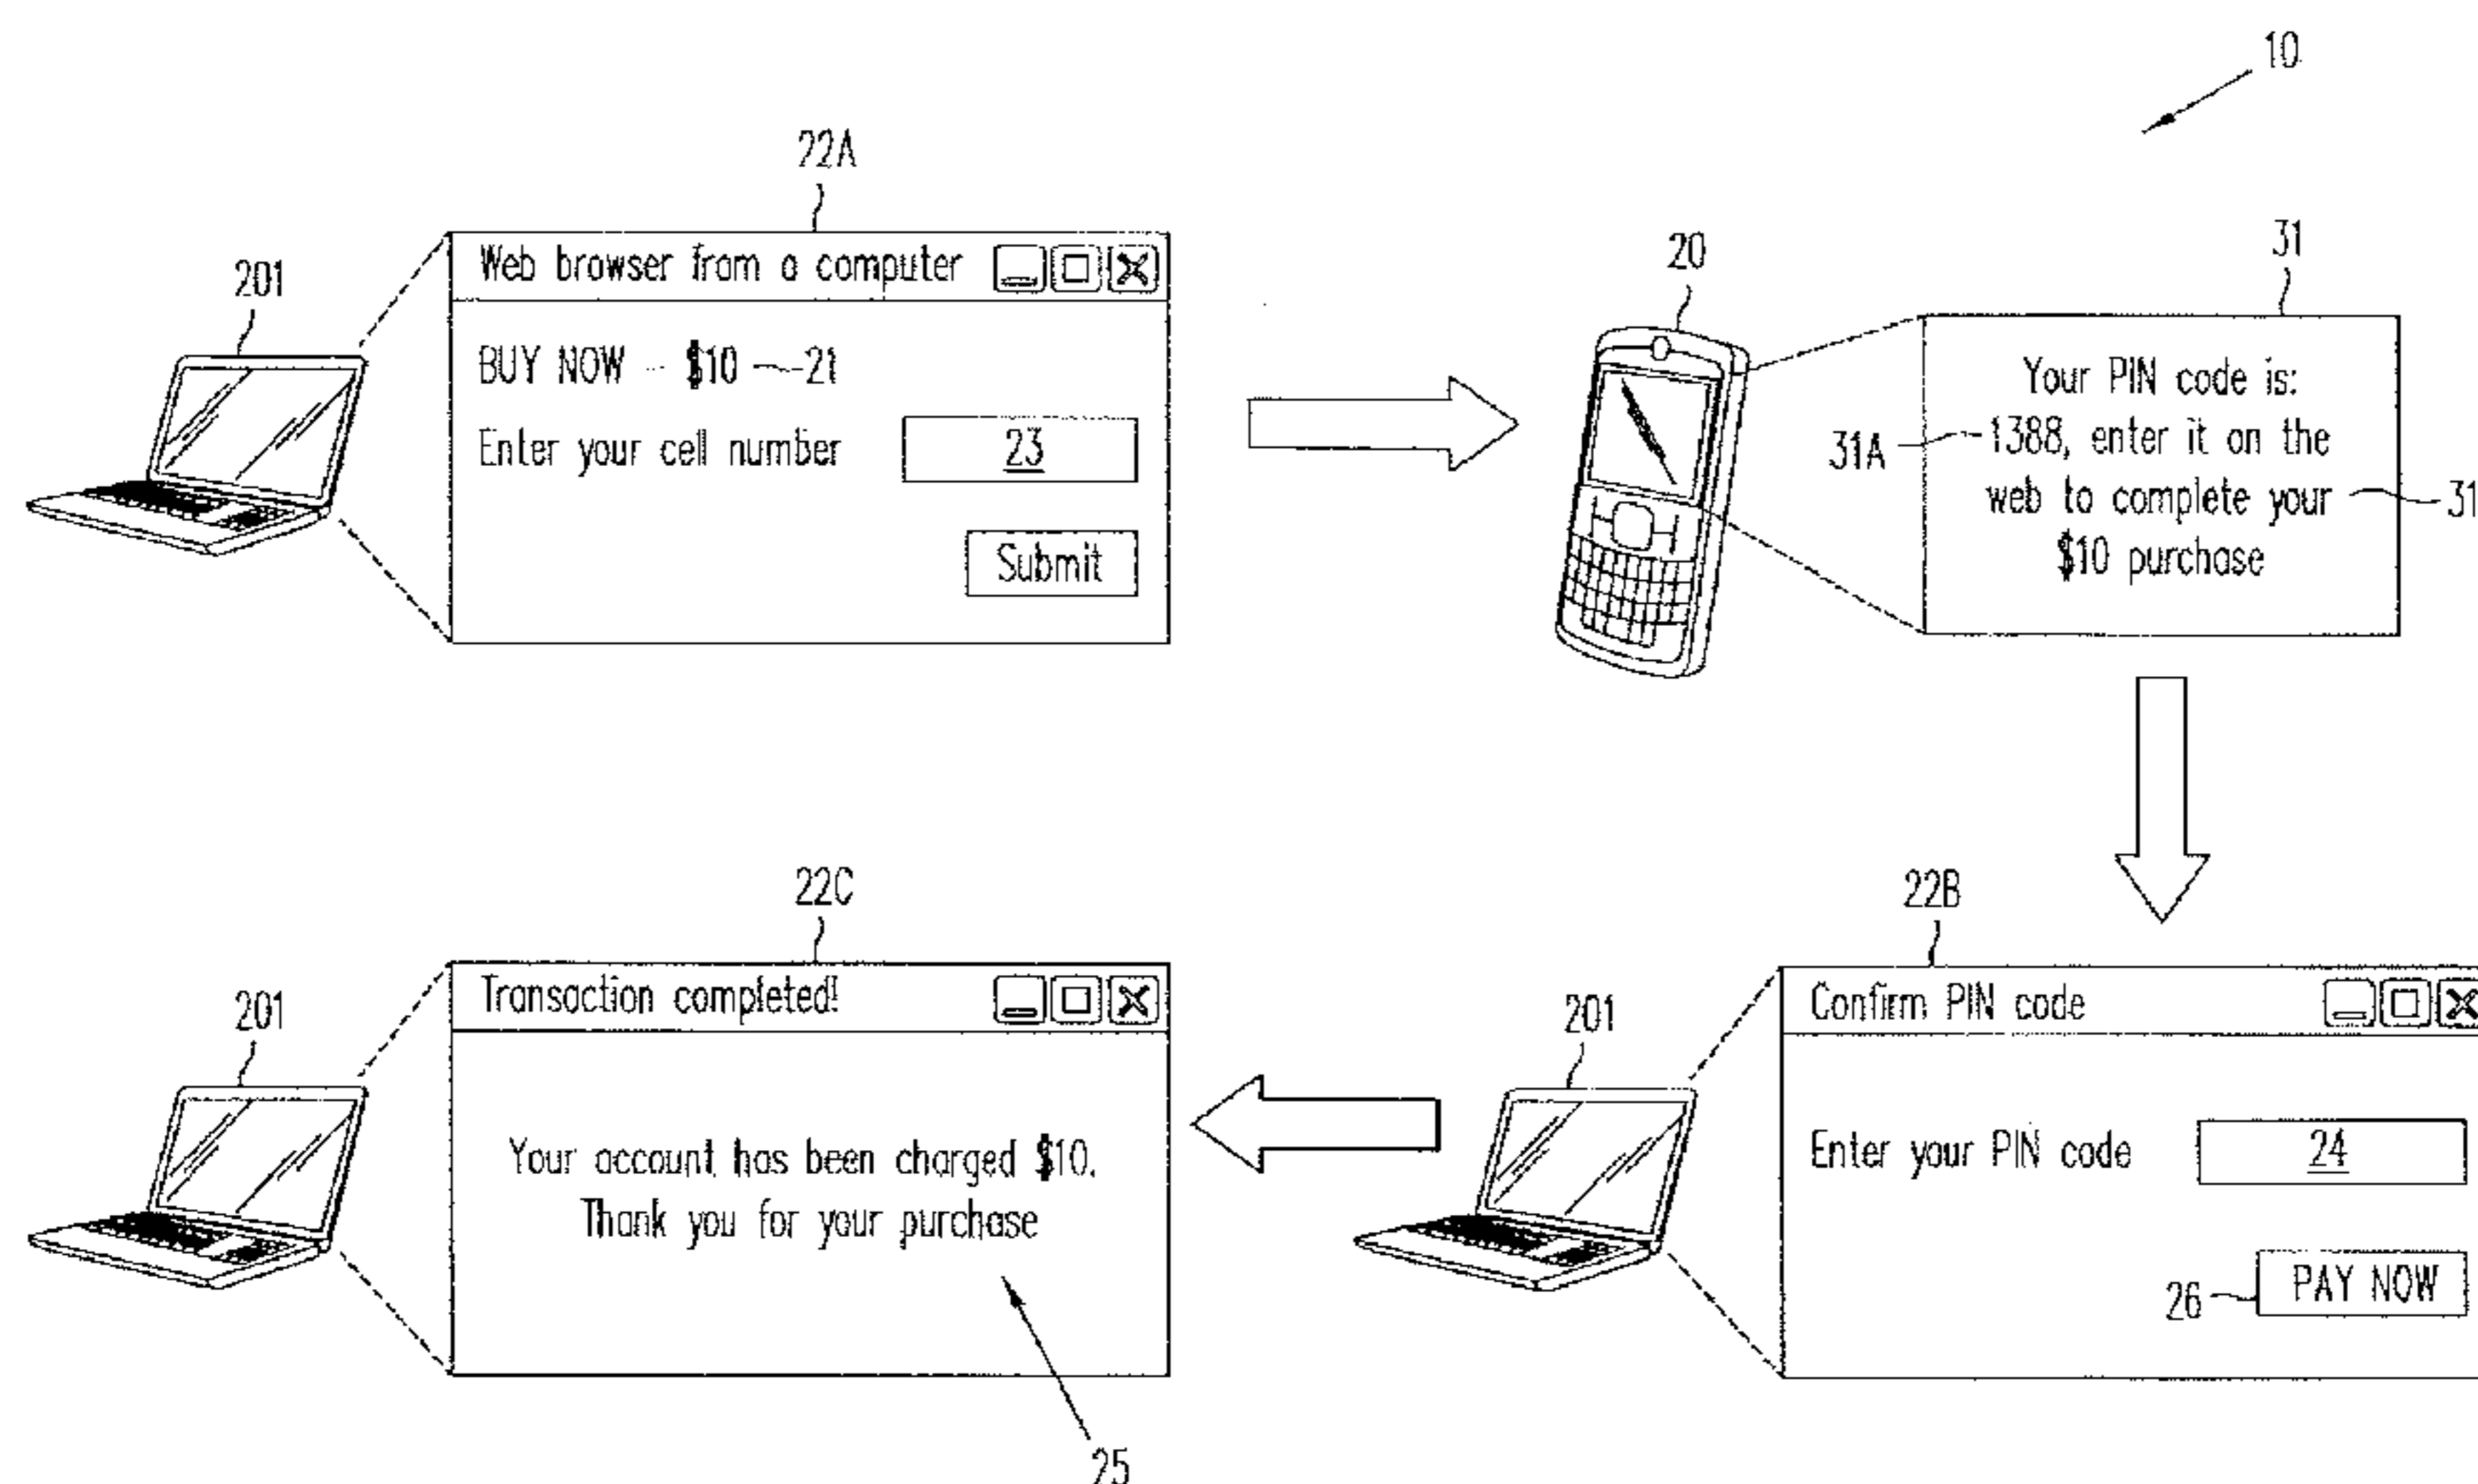 10
22A
201
Web browser from a computer
BUY NOW - $10 21
Enter your cell number 23
Submit
20
31
Your PIN code is:
31A 1388, enter it on the
web to complete your 31
$10 purchase
22C
201
Transaction completed!
Your account has been charged $10.
Thank you for your purchase
25
22B
201
Confirm PIN code
Enter your PIN code 24
26 PAY NOW